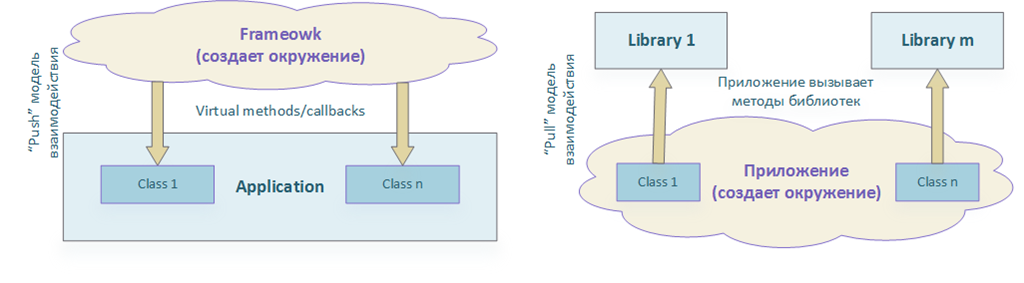 Frameowk
(создает окружение)
"Push" модель
взаимодействия
Virtual methods/callbacks
Class 1
Application
Class n
Library 1
Library m
"Pull" модель
взаимодействия
Приложение вызывает
методы библиотек
Class 1
Приложение
(создает окружение)
Class n